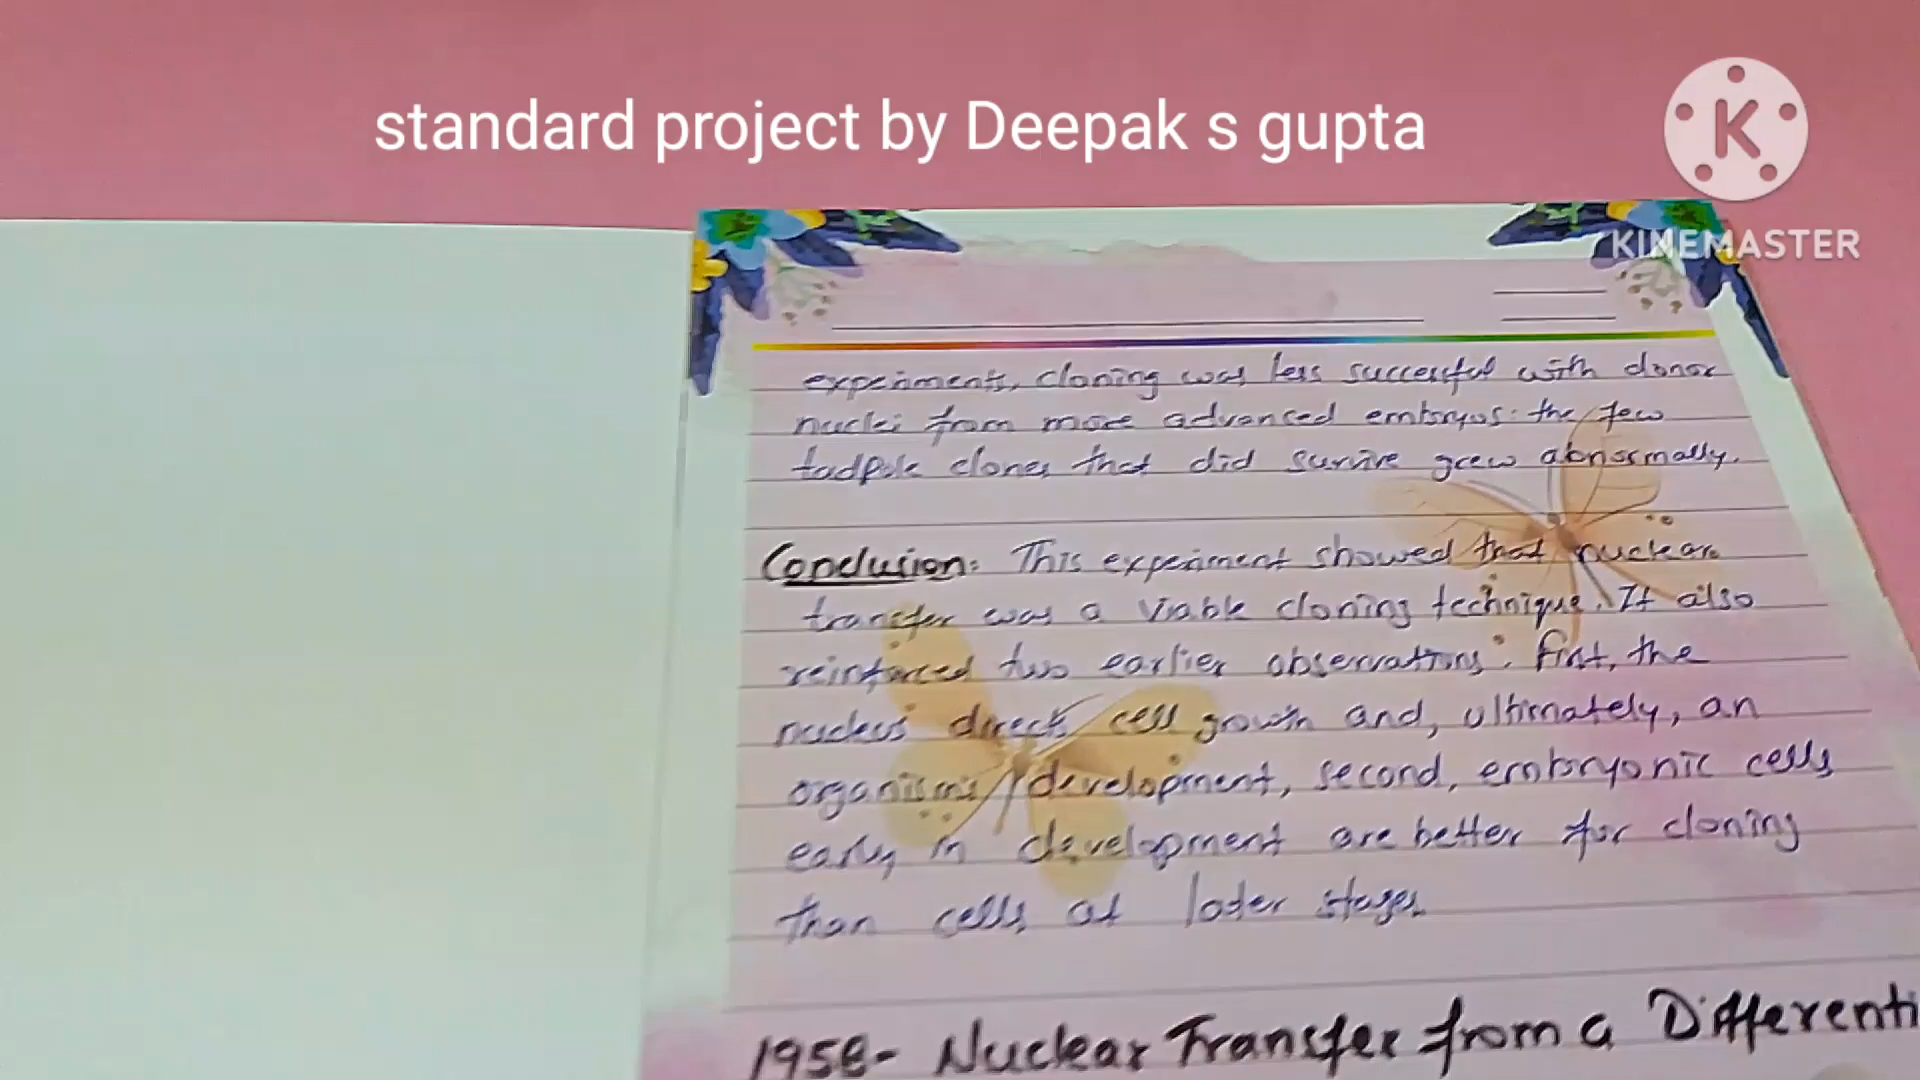 standard project by Deepak s gupta
K
KINEMASTER
experiments, cloning was less successful with donor
nuclei from more advanced embryos: the few
tadpole clones that did survive grew abnormally.
Conclusion: This experiment showed that nuclear
transfer was a viable cloning technique. It also
reinforced two earlier observations. First, the
nucleus directs cell growth and, ultimately, an
organism's development, second, embryonic cells
early in development are better for cloning
than cells at later stages
1958- Nuclear Transfer from a Differenti